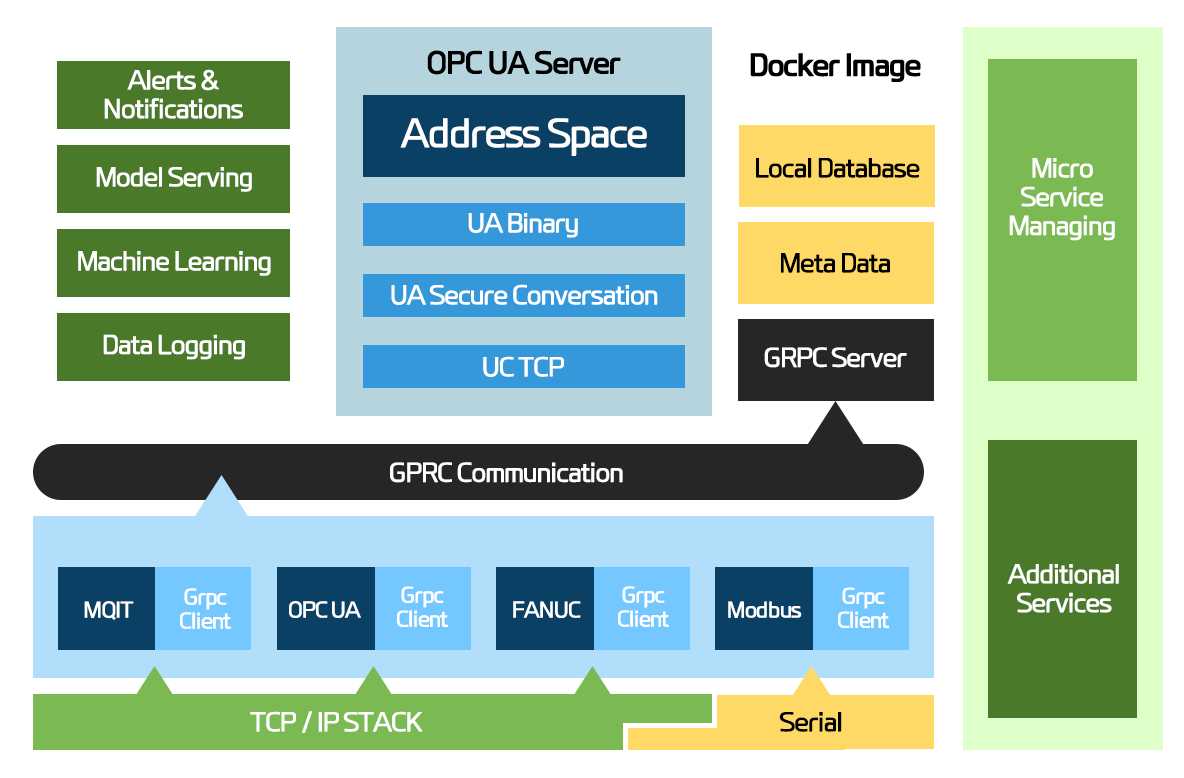 Alerts &
Notifications
Model Serving
Machine Learning
Data Logging
OPC UA Server
Address Space
UA Binary
UA Secure Conversation
UC TCP
Docker Image
Local Database
Meta Data
GRPC Server
Micro
Service
Managing
Additional
Services
GPRC Communication
MQIT
Grpc
Client
OPC UA
Grpc
Client
FANUC
Grpc
Client
Modbus
Grpc
Client
TCP / IP STACK
Serial